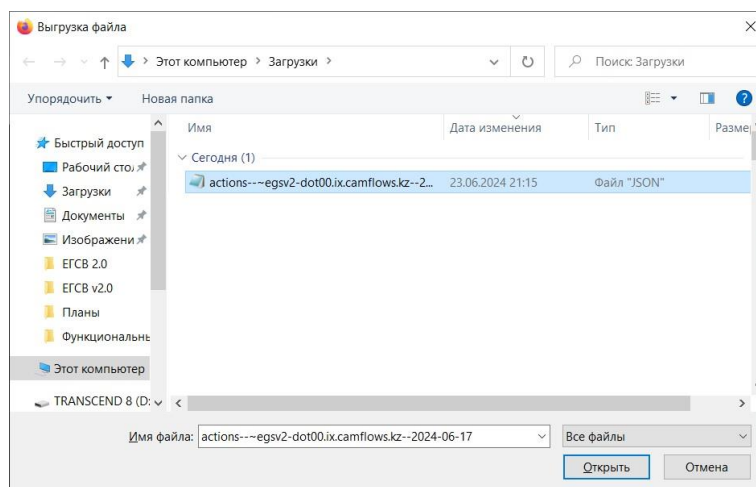 Выгрузка файла
Этот компьютер > Загрузки >
Поиск: Загрузки
Упорядочить
Новая папка
Имя
Дата изменения
Тип
Размер
Быстрый доступ
Рабочий сто
Загрузки
Документы
Изображени
ЕГСВ 2.0
ЕГСВ v2.0
Планы
Функциональнь
Этот компьютер
TRANSCEND 8 (D:
Сегодня (1)
actions--~egsv2-dot00.ix.camflows.kz--2... 23.06.2024 21:15 Файл "JSON"
Имя файла: actions--~egsv2-dot00.ix.camflows.kz--2024-06-17
Все файлы
Открыть
Отмена